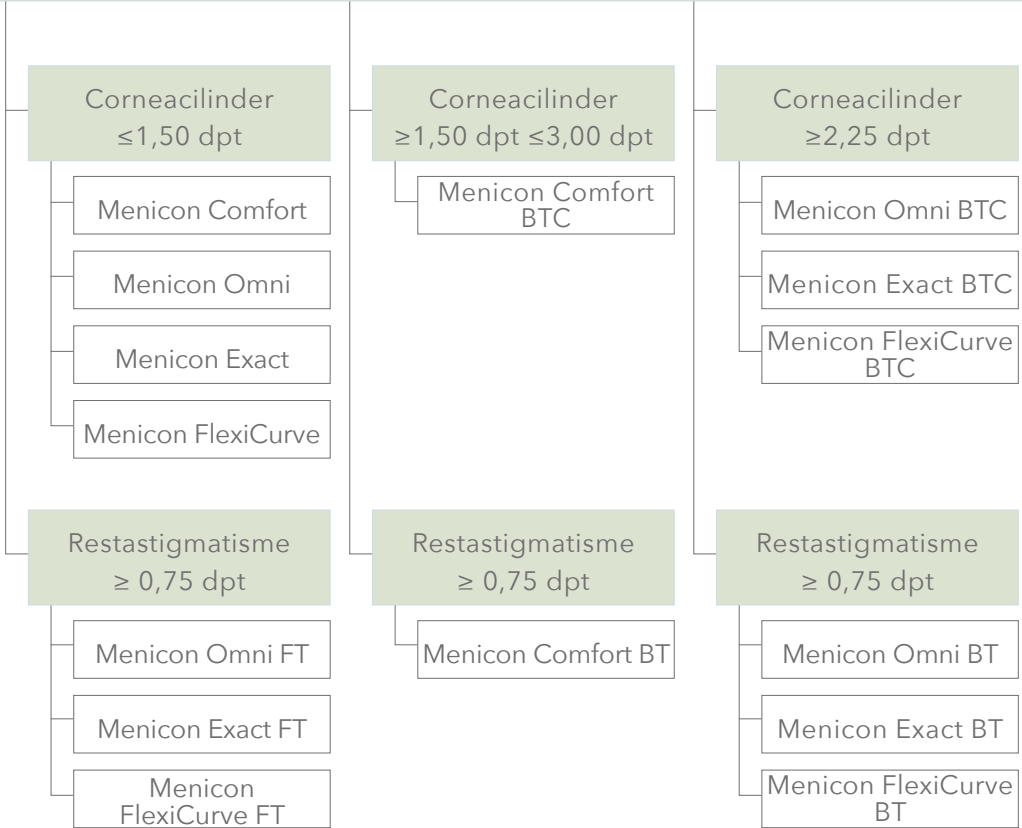 Corneacilinder
≤1,50 dpt
Menicon Comfort
Menicon Omni
Menicon Exact
Menicon FlexiCurve
Restastigmatisme
≥ 0,75 dpt
Menicon Omni FT
Menicon Exact FT
Menicon
FlexiCurve FT
Corneacilinder
≥1,50 dpt ≤3,00 dpt
Menicon Comfort
BTC
Restastigmatisme
≥ 0,75 dpt
Menicon Comfort BT
Corneacilinder
≥2,25 dpt
Menicon Omni BTC
Menicon Exact BTC
Menicon FlexiCurve
BTC
Restastigmatisme
≥ 0,75 dpt
Menicon Omni BT
Menicon Exact BT
Menicon FlexiCurve
BT